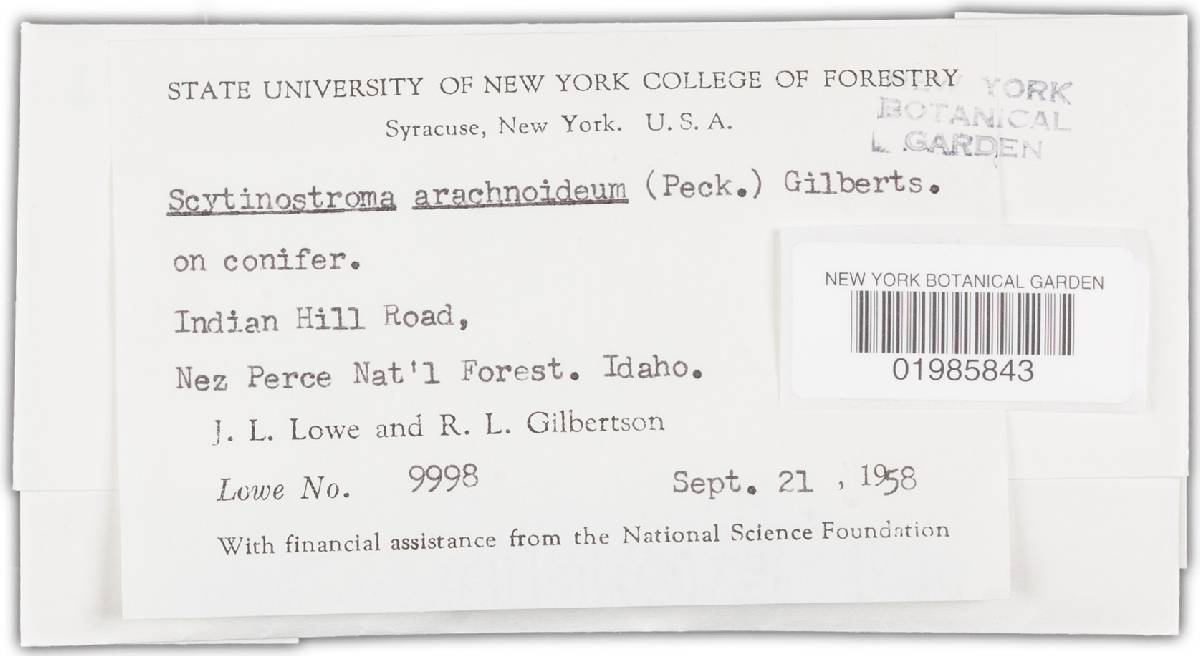 STATE UNIVERSITY OF NEW YORK COLLEGE OF FORESTRY
Syracuse, New York. U. S. A.
YORK
BOTANICAL
GARDEN
Scytinostroma arachnoideum (Peck.) Gilberts.
on conifer.
Indian Hill Road,
Nez Perce Nat'l Forest. Idaho.
J. L. Lowe and R. L. Gilbertson
Lowe No. 9998 Sept. 21 , 1958
With financial assistance from the National Science Foundation
NEW YORK BOTANICAL GARDEN
01985843